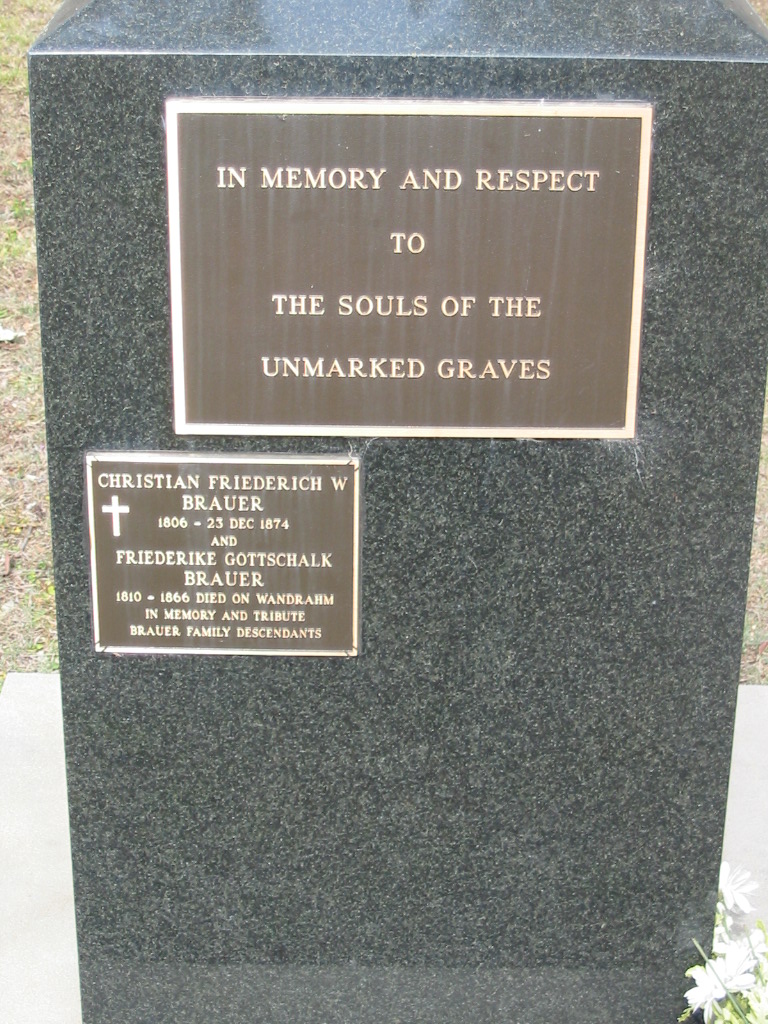 IN MEMORY AND RESPECT
TO
THE SOULS OF THE
UNMARKED GRAVES
CHRISTIAN FRIEDERICH W
BRAUER
1806 - 23 DEC 1874
AND
FRIEDERIKE GOTTSCHALK
BRAUER
1810 - 1866 DIED ON WANDRAHM
IN MEMORY AND TRIBUTE
BRAUER FAMILY DESCENDANTS